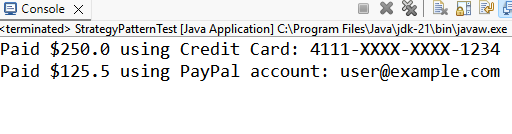 Console
<terminated> StrategyPatternTest [Java Application] C:\Program Files\Java\jdk-21\bin\javaw.exe
Paid $250.0 using Credit Card: 4111-XXXX-XXXX-1234
Paid $125.5 using PayPal account: user@example.com